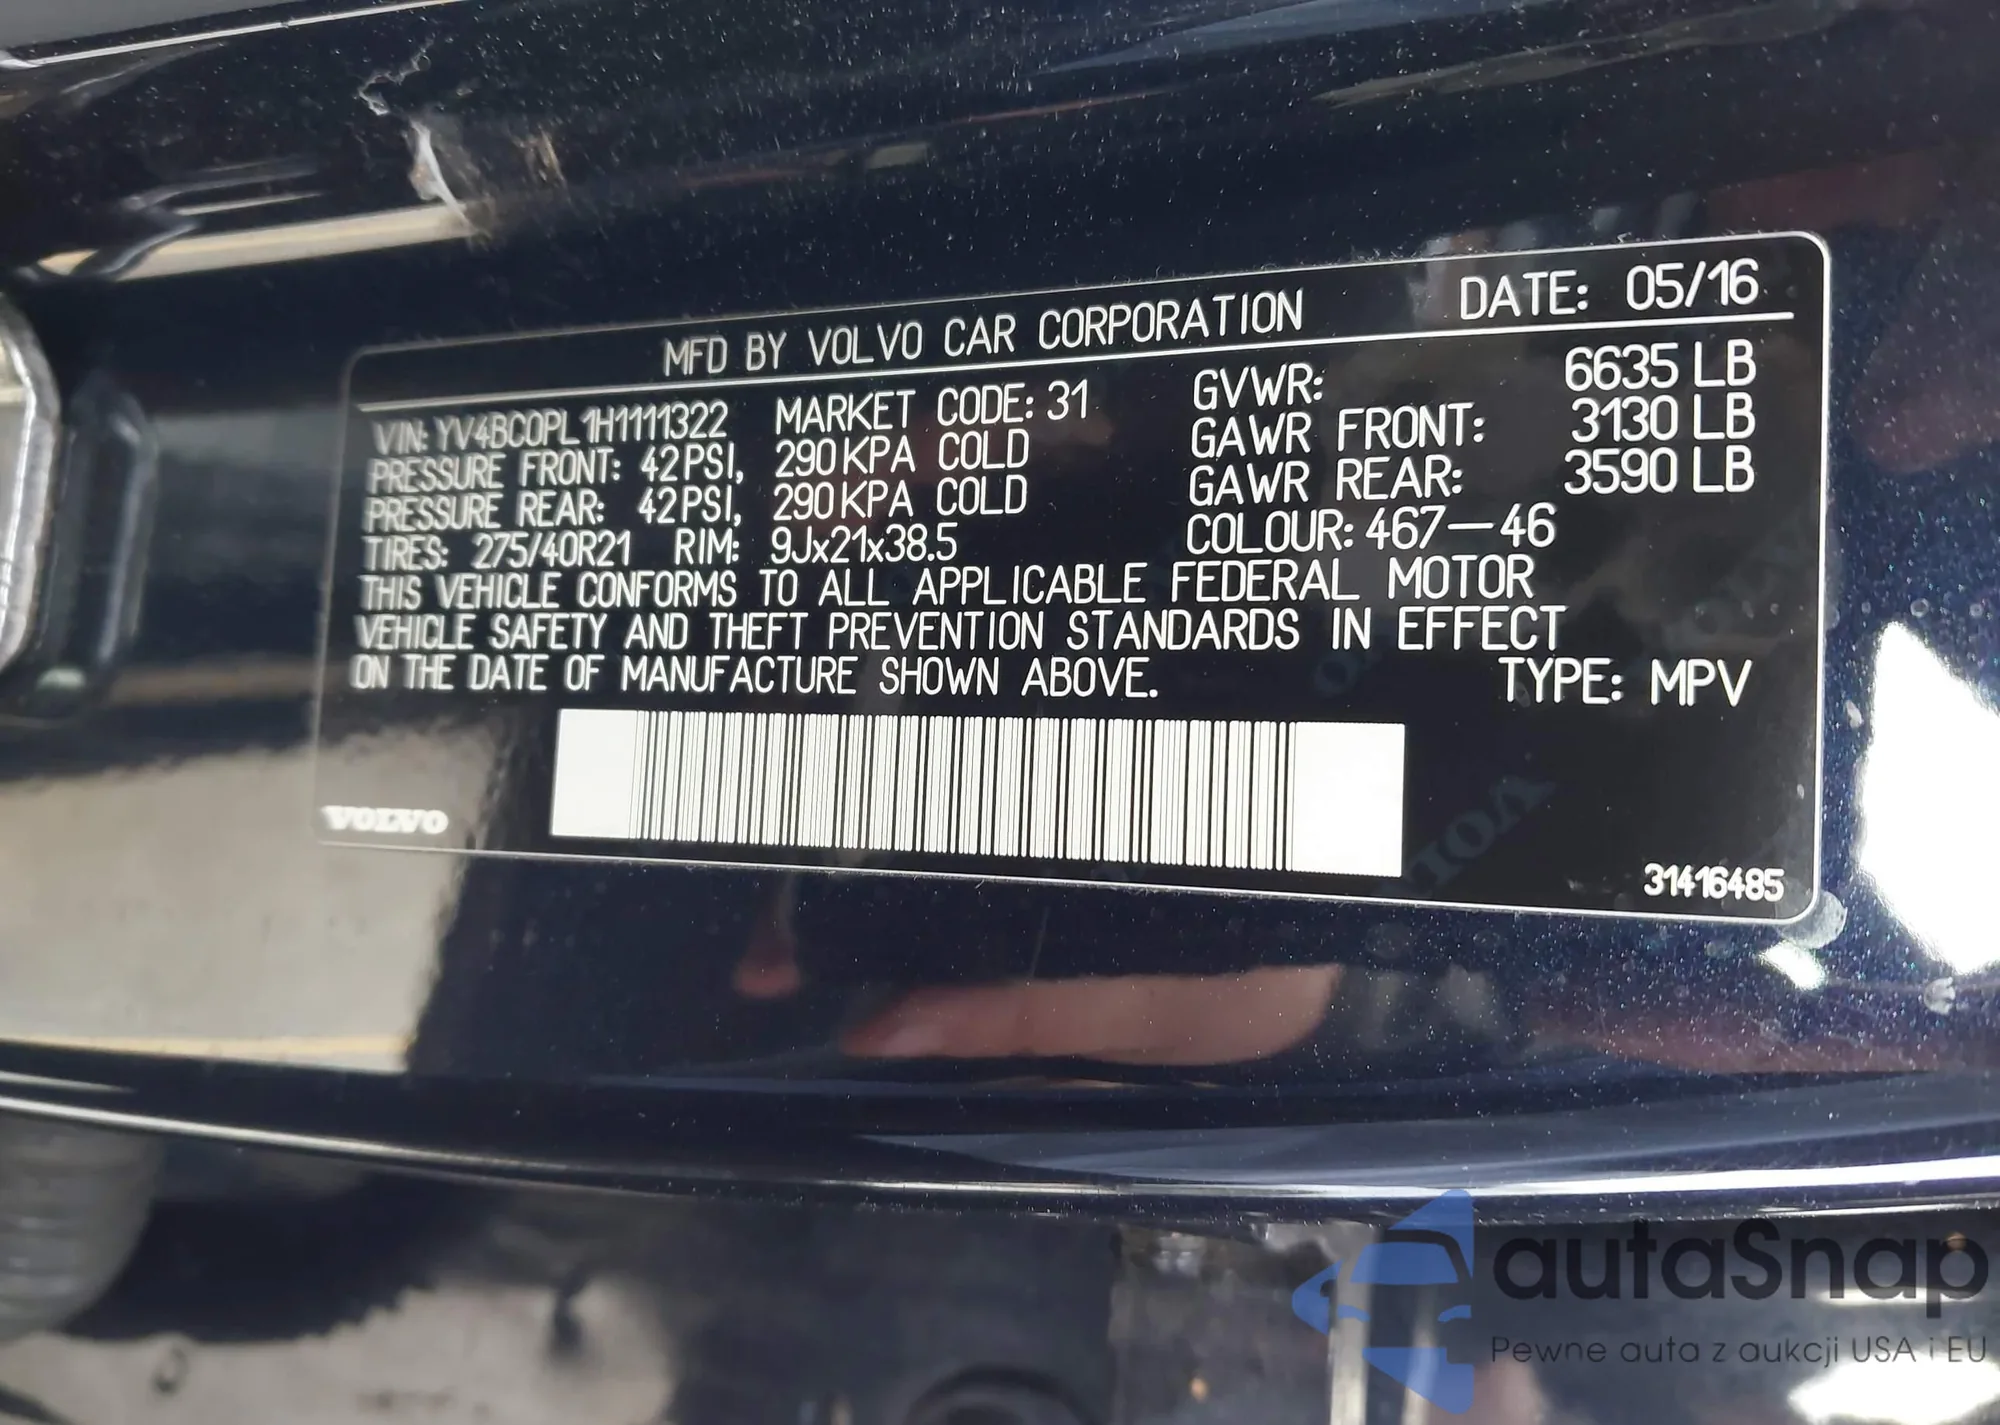 MFD BY VOLVO CAR CORPORATION DATE: 05/16
VIN: YV4BC0PL1H1111322 MARKET CODE: 31 GVWR: 6635 LB
PRESSURE FRONT: 42PSI, 290KPA COLD GAWR FRONT: 3130 LB
PRESSURE REAR: 42PSI, 290KPA COLD GAWR REAR: 3590 LB
TIRES: 275/40R21 RIM: 9Jx21x38.5 COLOUR: 467-46
THIS VEHICLE CONFORMS TO ALL APPLICABLE FEDERAL MOTOR
VEHICLE SAFETY AND THEFT PREVENTION STANDARDS IN EFFECT
ON THE DATE OF MANUFACTURE SHOWN ABOVE. TYPE: MPV
VOLVO
VOLVO
31416485
autaSnap
Pewne auta z aukcji USA i EU